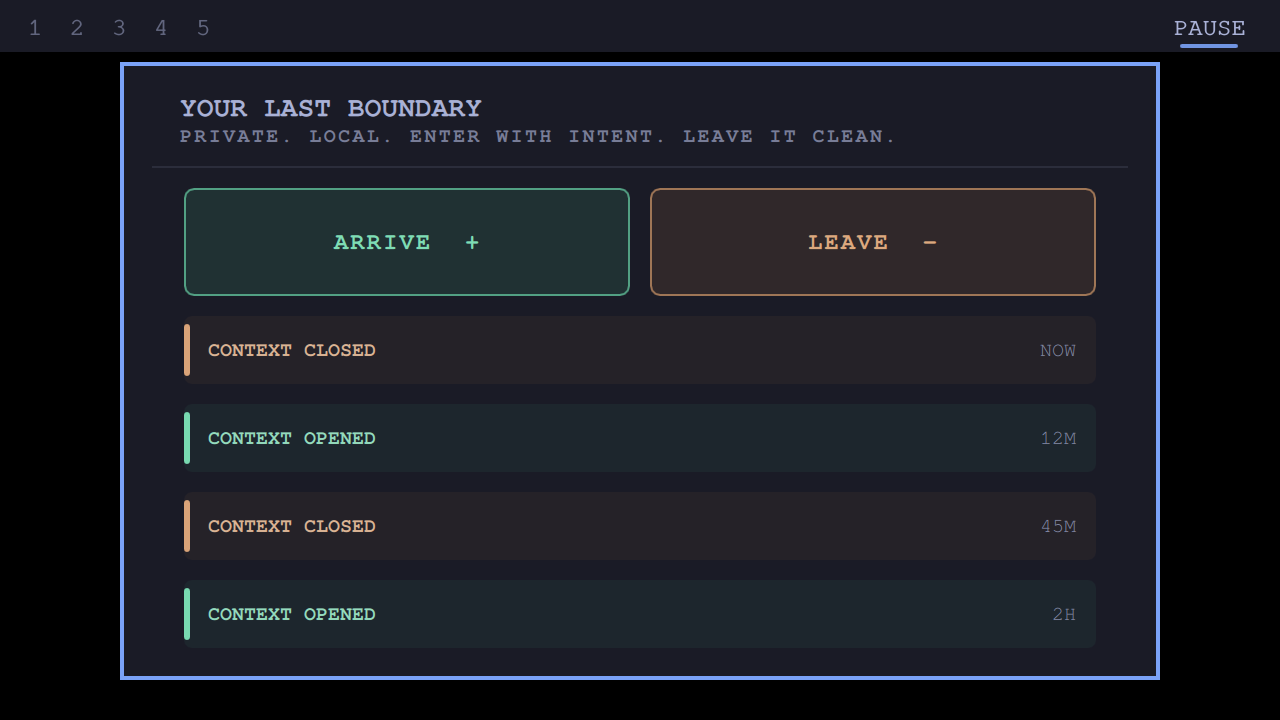 1 2 3 4 5 PAUSE
YOUR LAST BOUNDARY
PRIVATE. LOCAL. ENTER WITH INTENT. LEAVE IT CLEAN.
ARRIVE + LEAVE −
CONTEXT CLOSED NOW
CONTEXT OPENED 12M
CONTEXT CLOSED 45M
CONTEXT OPENED 2H